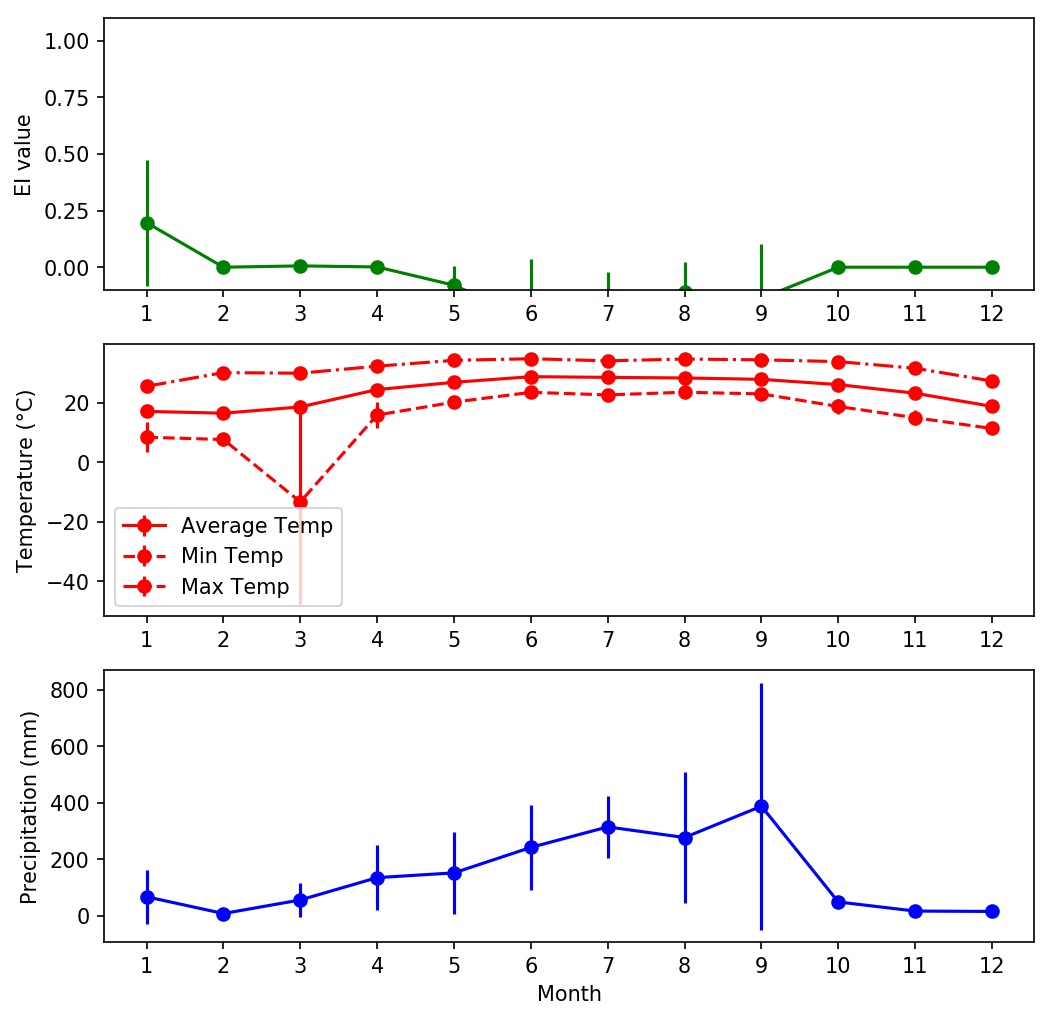 EI value
1.00
0.75
0.50
0.25
0.00
1 2 3 4 5 6 7 8 9 10 11 12
Temperature (°C)
20
0
−20
−40
Average Temp
Min Temp
Max Temp
1 2 3 4 5 6 7 8 9 10 11 12
Precipitation (mm)
800
600
400
200
0
1 2 3 4 5 6 7 8 9 10 11 12
Month